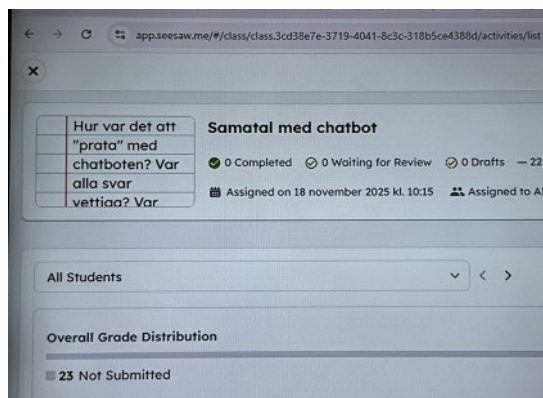 app.seesaw.me/#/class/class.3cd38e7e-3719-4041-8c3c-318b5ce4388d/activities/list
Hur var det att
"prata" med
chatboten? Var
alla svar
vettiga? Var
Samatal med chatbot
0 Completed 0 Waiting for Review 0 Drafts — 22
Assigned on 18 november 2025 kl. 10:15 Assigned to
All Students
Overall Grade Distribution
23 Not Submitted